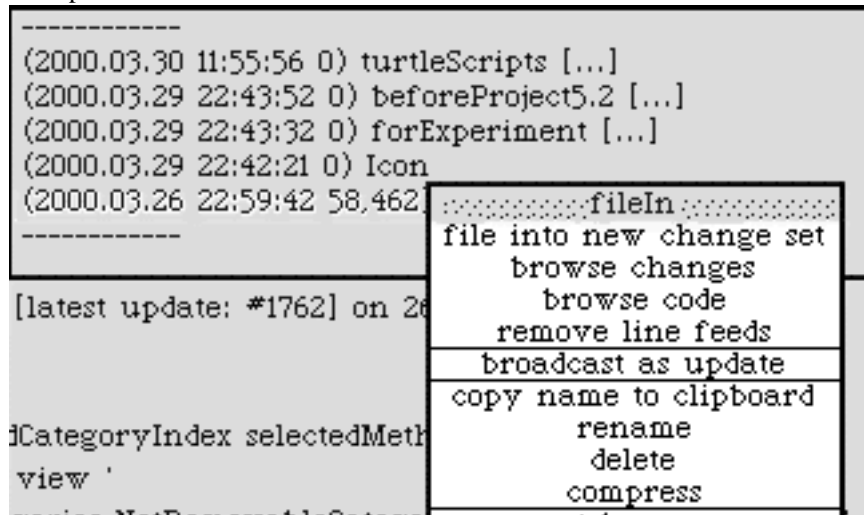 ------------
(2000.03.30 11:55:56 0) turtleScripts [...]
(2000.03.29 22:43:52 0) beforeProject5.2 [...]
(2000.03.29 22:43:32 0) forExperiment [...]
(2000.03.29 22:42:21 0) Icon
(2000.03.26 22:59:42 58,462)
------------
fileIn
file into new change set
browse changes
browse code
remove line feeds
broadcast as update
copy name to clipboard
rename
delete
compress
[latest update: #1762] on 26
dCategoryIndex selectedMeth
view '